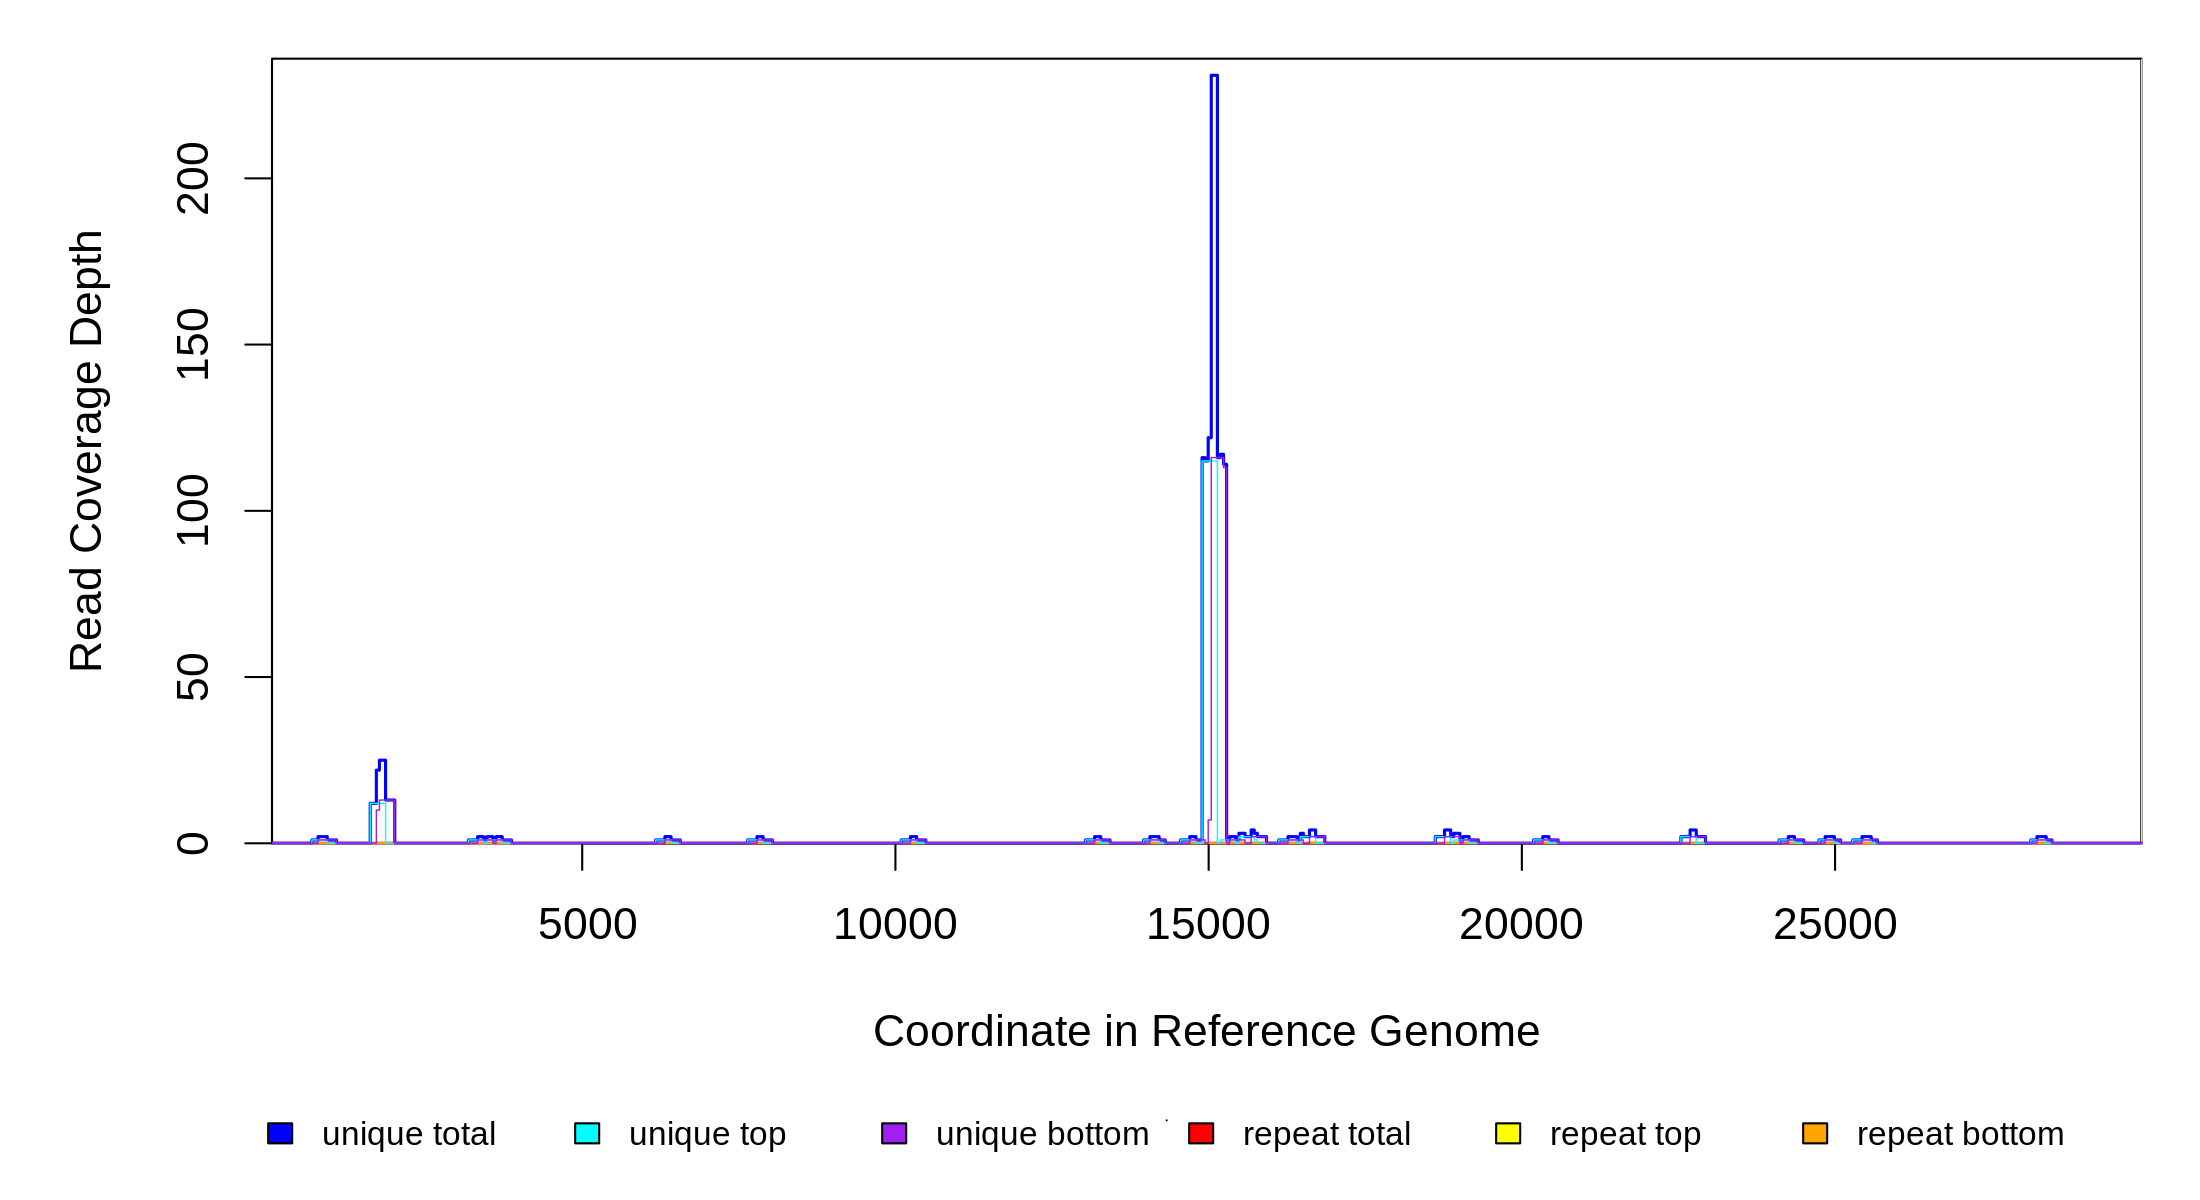 Read Coverage Depth
200
150
100
50
0
5000 10000 15000 20000 25000
Coordinate in Reference Genome
unique total unique top unique bottom repeat total repeat top repeat bottom